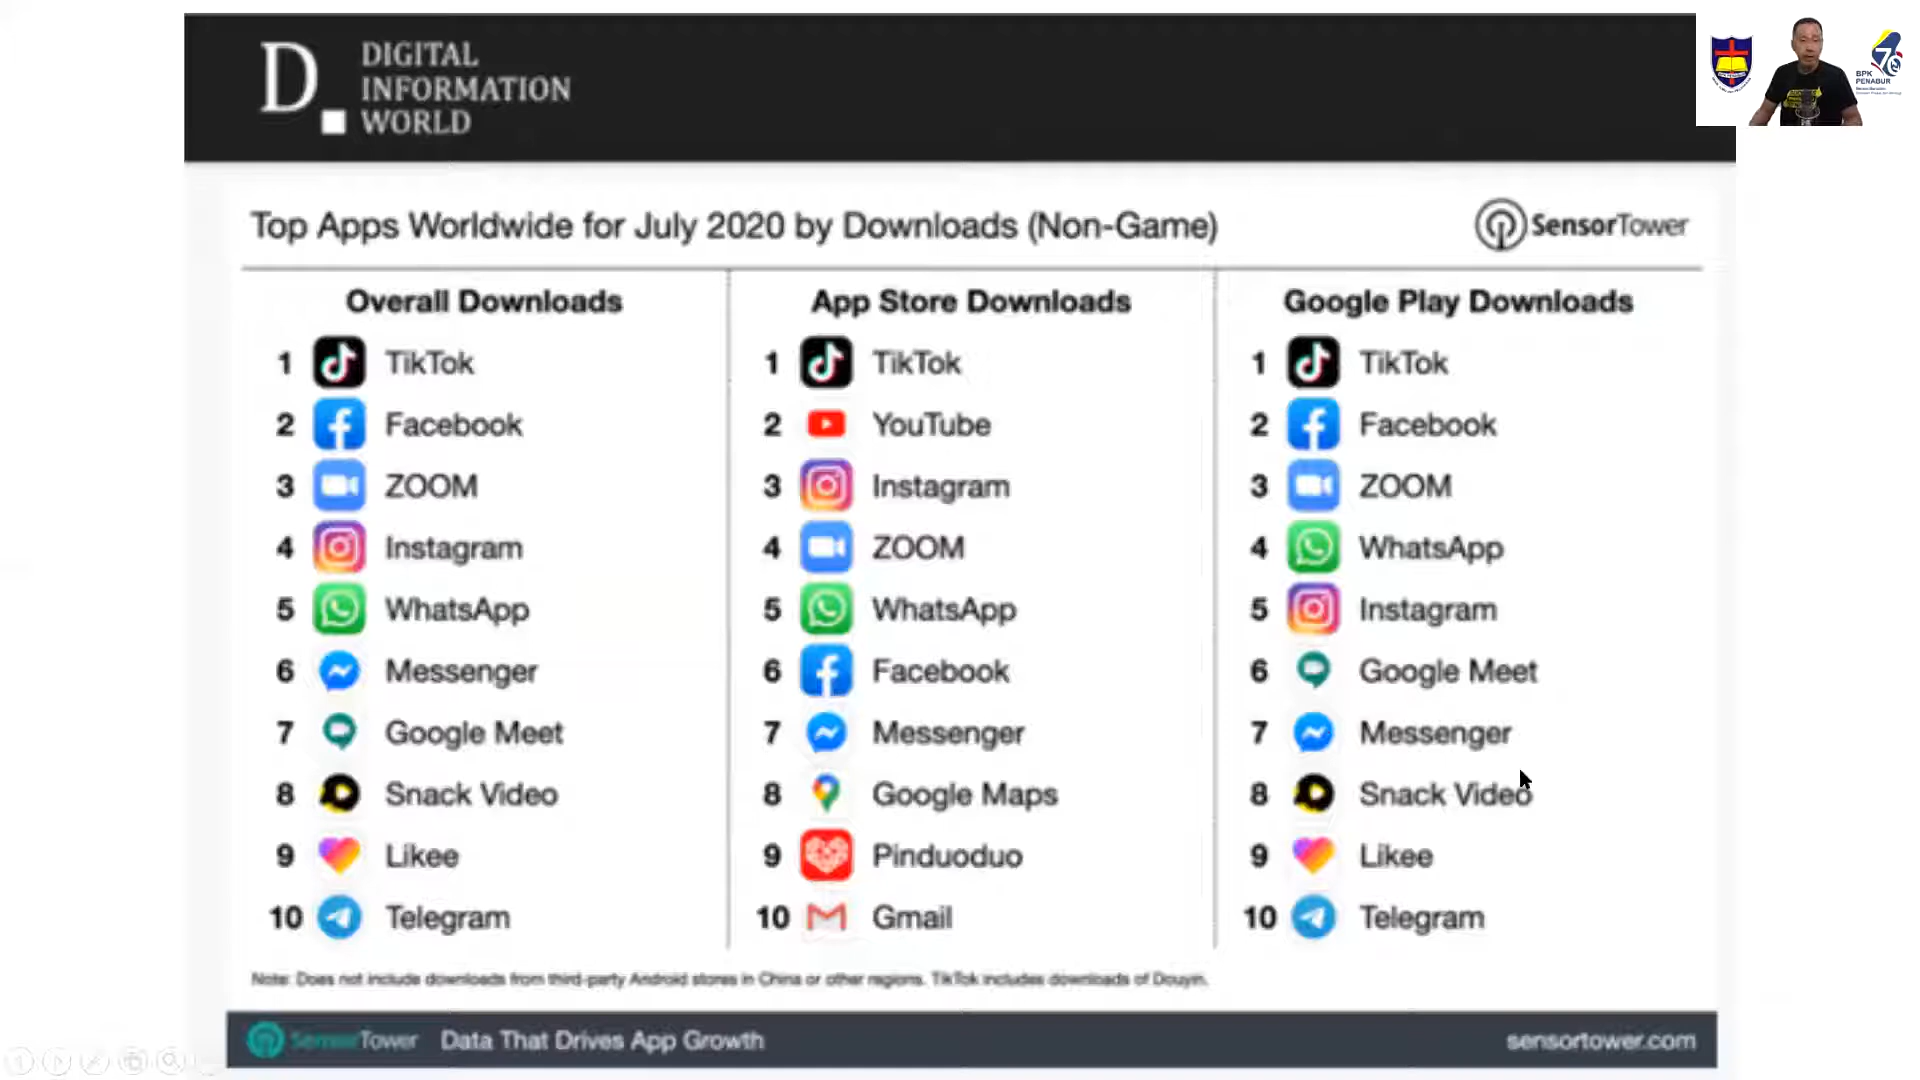 DIGITAL
INFORMATION
WORLD
BPK
PENABUR
Top Apps Worldwide for July 2020 by Downloads (Non-Game)
SensorTower
Overall Downloads
1 TikTok
2 Facebook
3 ZOOM
4 Instagram
5 WhatsApp
6 Messenger
7 Google Meet
8 Snack Video
9 Likee
10 Telegram
App Store Downloads
1 TikTok
2 YouTube
3 Instagram
4 ZOOM
5 WhatsApp
6 Facebook
7 Messenger
8 Google Maps
9 Pinduoduo
10 Gmail
Google Play Downloads
1 TikTok
2 Facebook
3 ZOOM
4 WhatsApp
5 Instagram
6 Google Meet
7 Messenger
8 Snack Video
9 Likee
10 Telegram
Note: Does not include downloads from third-party Android stores in China or other regions. TikTok includes downloads of Douyin.
SensorTower Data That Drives App Growth
sensortower.com